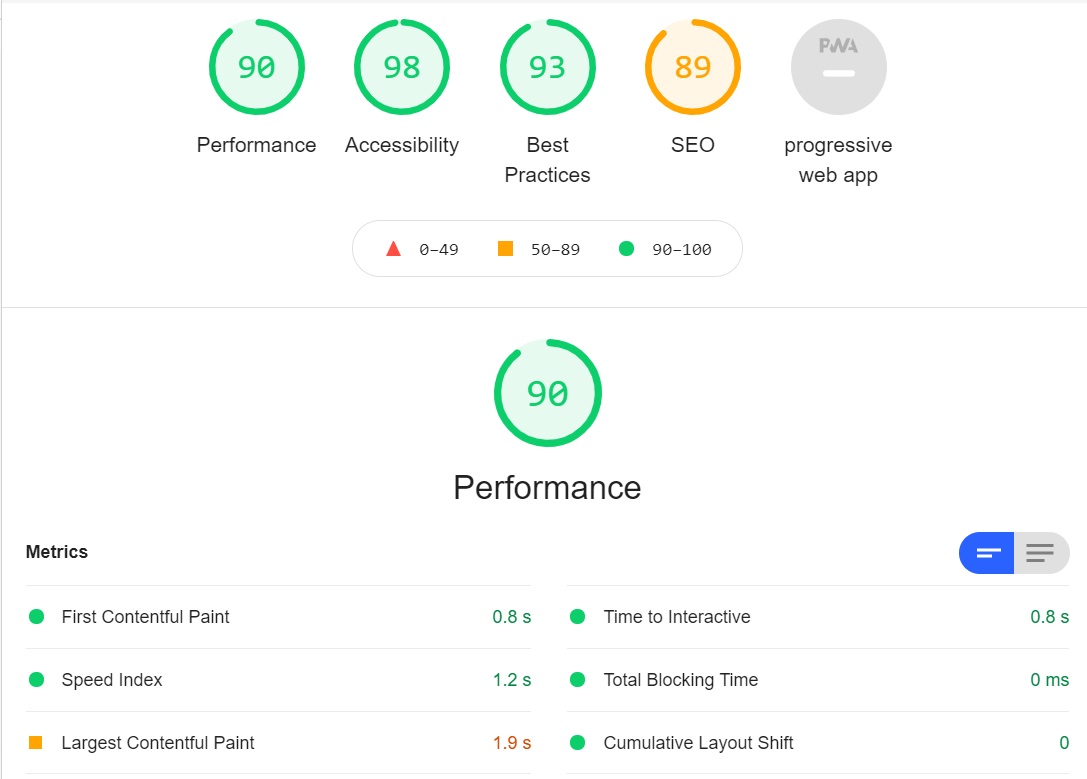 90 98 93 89 PWA
Performance Accessibility Best Practices SEO progressive web app
0–49 50–89 90–100
90
Performance
Metrics
First Contentful Paint 0.8 s
Time to Interactive 0.8 s
Speed Index 1.2 s
Total Blocking Time 0 ms
Largest Contentful Paint 1.9 s
Cumulative Layout Shift 0